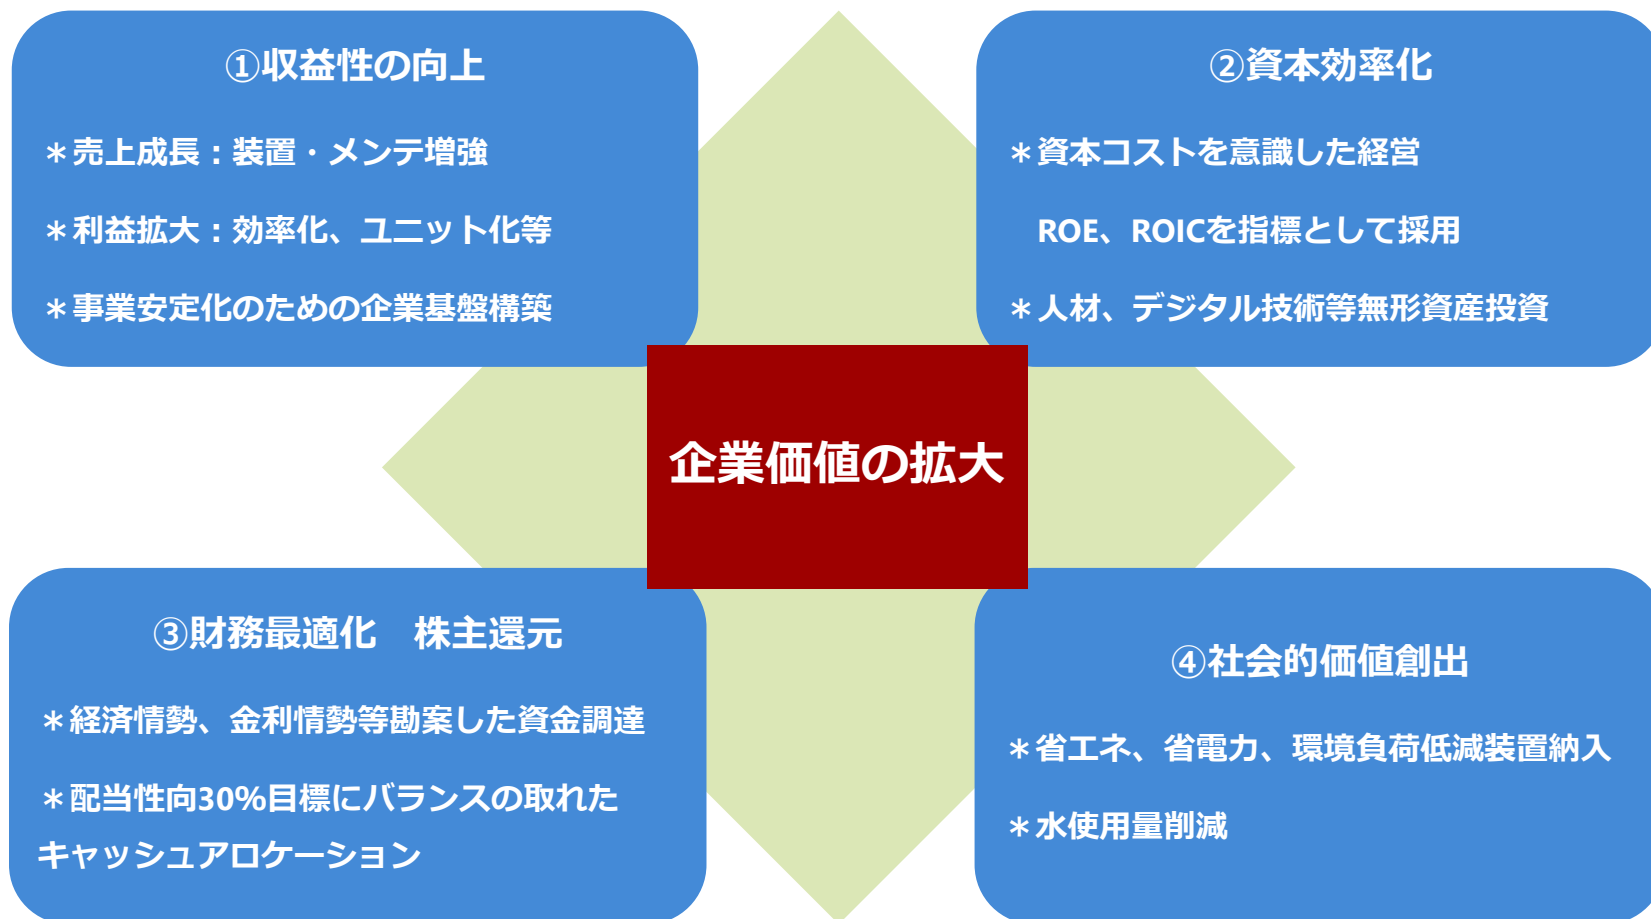 ①収益性の向上
＊売上成長：装置・メンテ増強
＊利益拡大：効率化、ユニット化等
＊事業安定化のための企業基盤構築
②資本効率化
＊資本コストを意識した経営
ROE、ROICを指標として採用
＊人材、デジタル技術等無形資産投資
企業価値の拡大
③財務最適化　株主還元
＊経済情勢、金利情勢等勘案した資金調達
＊配当性向30%目標にバランスの取れた
キャッシュアロケーション
④社会的価値創出
＊省エネ、省電力、環境負荷低減装置納入
＊水使用量削減